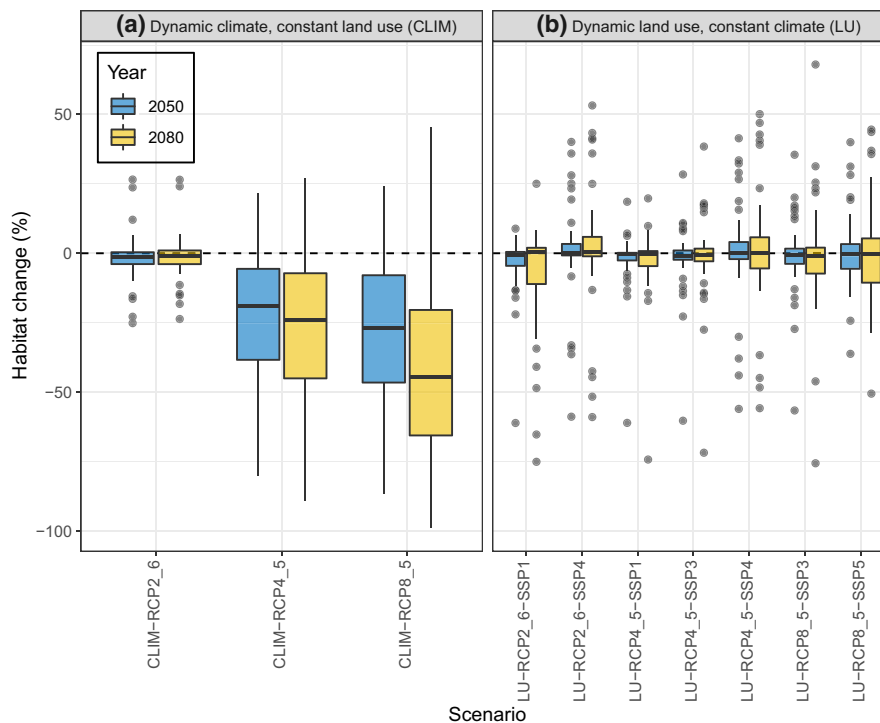 (a) Dynamic climate, constant land use (CLIM)
(b) Dynamic land use, constant climate (LU)
Year
2050
2080
Habitat change (%)
50
0
−50
−100
CLIM−RCP2_6
CLIM−RCP4_5
CLIM−RCP8_5
LU−RCP2_6−SSP1
LU−RCP2_6−SSP4
LU−RCP4_5−SSP1
LU−RCP4_5−SSP3
LU−RCP4_5−SSP4
LU−RCP8_5−SSP3
LU−RCP8_5−SSP5
Scenario